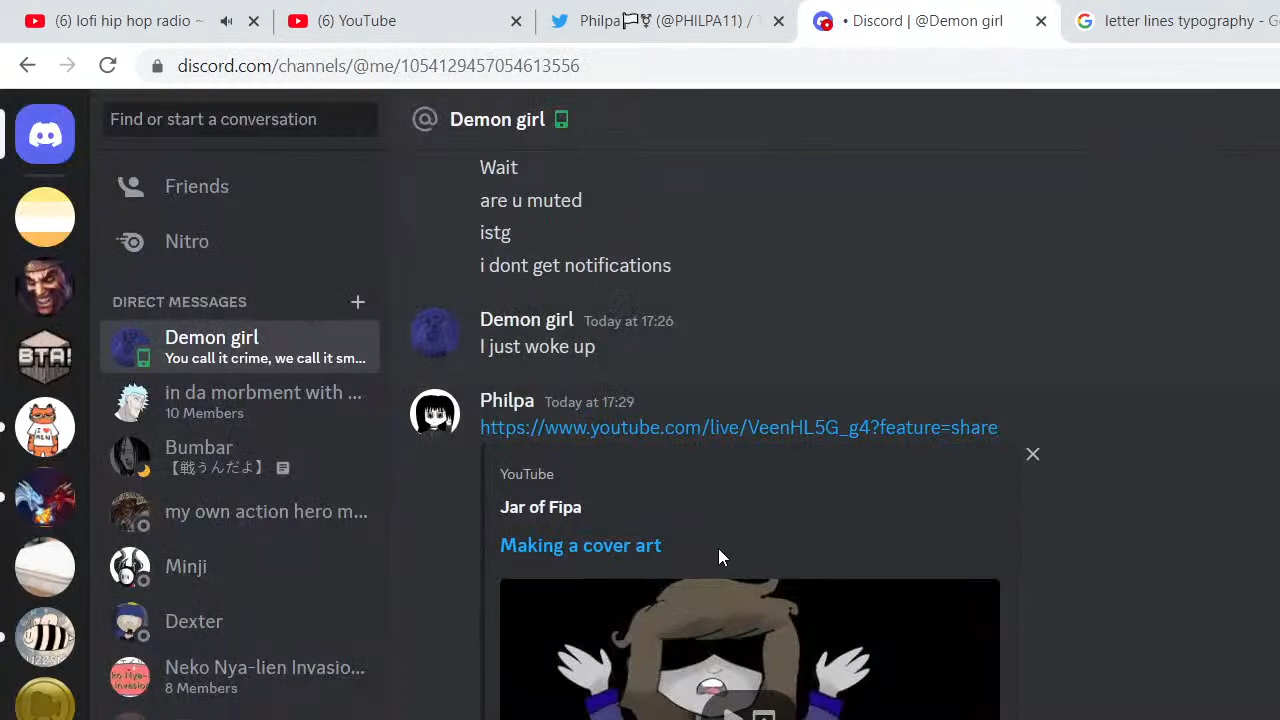 (6) lofi hip hop radio ~
(6) YouTube
Philpa🏳⚧ (@PHILPA11) / T
• Discord | @Demon girl
letter lines typography - G
discord.com/channels/@me/1054129457054613556
Find or start a conversation
Friends
Nitro
DIRECT MESSAGES
Demon girl
You call it crime, we call it sm...
in da morbment with ...
10 Members
Bumbar
【戦うんだよ】
my own action hero m...
Minji
Dexter
Neko Nya-lien Invasio...
8 Members
BTA!
I ♥ MEN
Demon girl
Wait
are u muted
istg
i dont get notifications
Demon girl Today at 17:26
I just woke up
Philpa Today at 17:29
https://www.youtube.com/live/VeenHL5G_g4?feature=share
YouTube
Jar of Fipa
Making a cover art